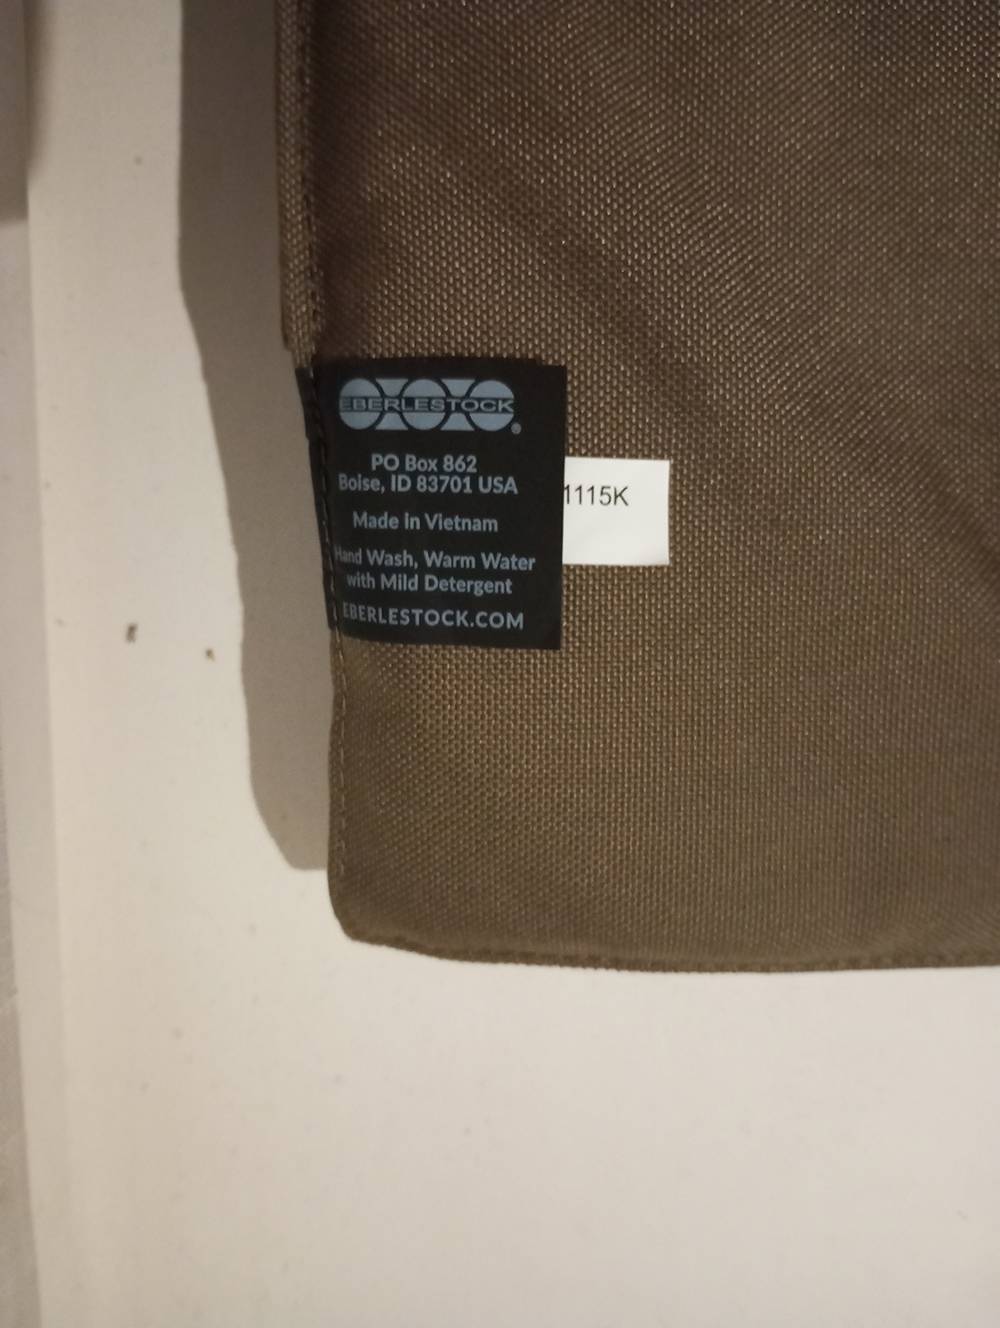 EBERLESTOCK®
PO Box 862
Boise, ID 83701 USA
Made in Vietnam
Hand Wash, Warm Water
with Mild Detergent
EBERLESTOCK.COM
1115K